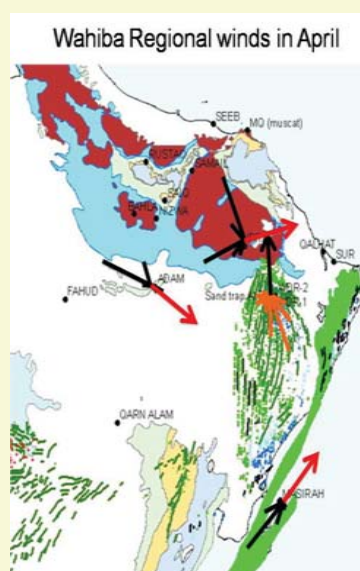 Wahiba Regional winds in April
SEEB
MQ (muscat)
RUSTAQ
SAMAIL
SAIQ
BAHLA
NIZWA
QALHAT
SUR
ADAM
FAHUD
Sand trap
QARN ALAM
MASIRAH